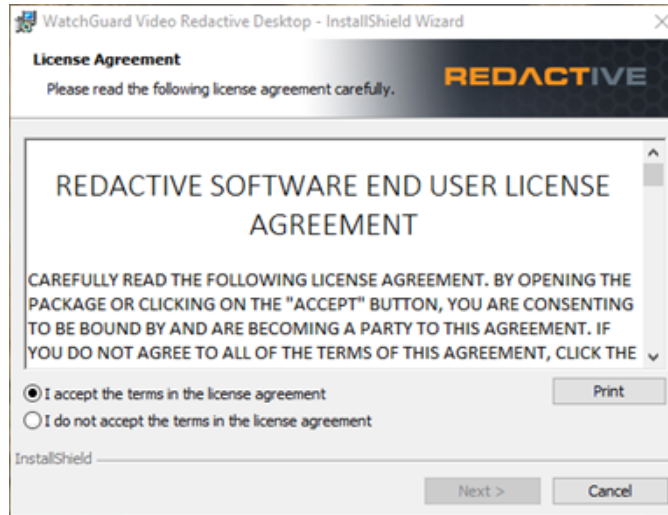 WatchGuard Video Redactive Desktop - InstallShield Wizard
License Agreement
Please read the following license agreement carefully.
REDACTIVE
REDACTIVE SOFTWARE END USER LICENSE
AGREEMENT
CAREFULLY READ THE FOLLOWING LICENSE AGREEMENT. BY OPENING THE
PACKAGE OR CLICKING ON THE "ACCEPT" BUTTON, YOU ARE CONSENTING
TO BE BOUND BY AND ARE BECOMING A PARTY TO THIS AGREEMENT. IF
YOU DO NOT AGREE TO ALL OF THE TERMS OF THIS AGREEMENT, CLICK THE
I accept the terms in the license agreement
Print
I do not accept the terms in the license agreement
InstallShield
Next >
Cancel